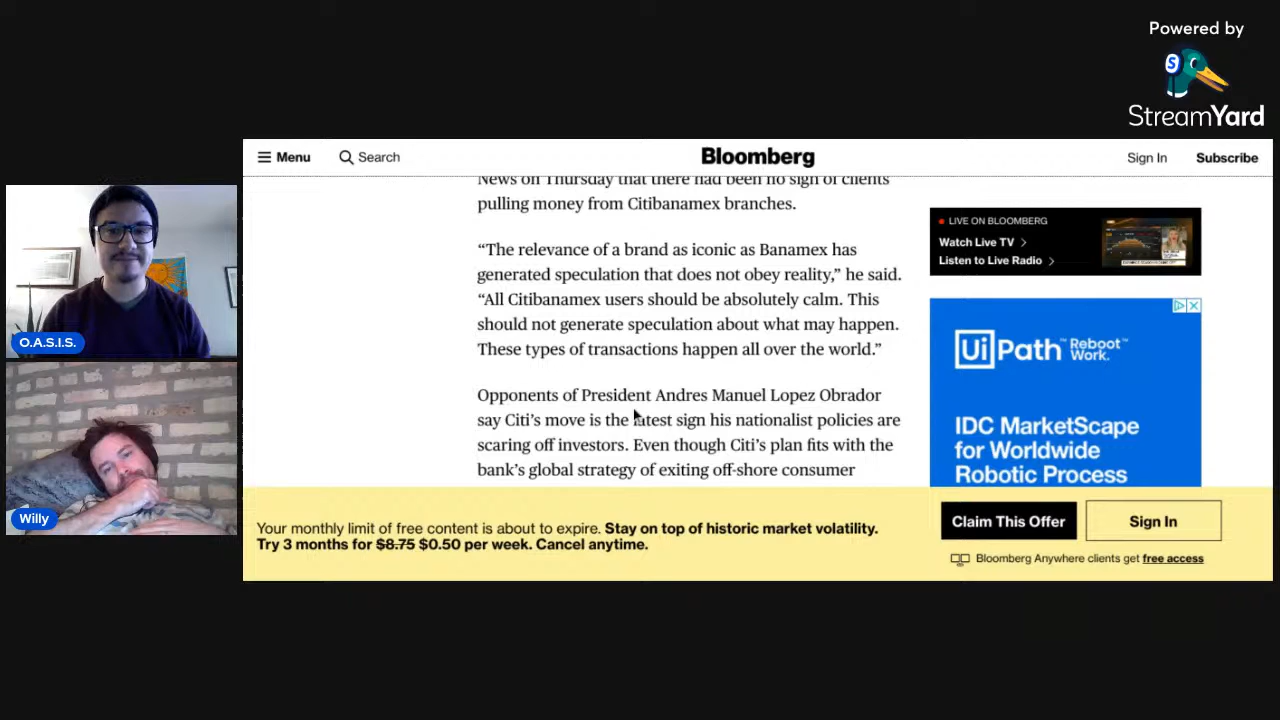 Powered by
StreamYard
Menu
Search
Bloomberg
Sign In
Subscribe
News on Thursday that there had been no sign of clients
pulling money from Citibanamex branches.
“The relevance of a brand as iconic as Banamex has
generated speculation that does not obey reality,” he said.
“All Citibanamex users should be absolutely calm. This
should not generate speculation about what may happen.
These types of transactions happen all over the world.”
Opponents of President Andres Manuel Lopez Obrador
say Citi’s move is the latest sign his nationalist policies are
scaring off investors. Even though Citi’s plan fits with the
bank’s global strategy of exiting off-shore consumer
LIVE ON BLOOMBERG
Watch Live TV
Listen to Live Radio
UiPath™ Reboot Work.™
IDC MarketScape
for Worldwide
Robotic Process
O.A.S.I.S.
Willy
Your monthly limit of free content is about to expire. Stay on top of historic market volatility.
Try 3 months for $8.75 $0.50 per week. Cancel anytime.
Claim This Offer
Sign In
Bloomberg Anywhere clients get free access